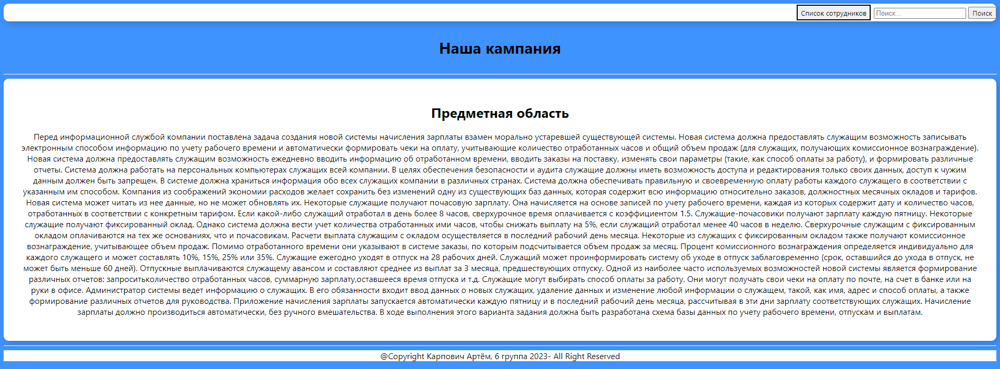 Список сотрудников Поиск... Поиск
Наша кампания
Предметная область
Перед информационной службой компании поставлена задача создания новой системы начисления зарплаты взамен морально устаревшей существующей системы. Новая система должна предоставлять служащим возможность записывать
электронным способом информацию по учету рабочего времени и автоматически формировать чеки на оплату, учитывающие количество отработанных часов и общий объем продаж (для служащих, получающих комиссионное вознаграждение).
Новая система должна предоставлять служащим возможность ежедневно вводить информацию об отработанном времени, вводить заказы на поставку, изменять свои параметры (такие, как способ оплаты за работу), и формировать различные
отчеты. Система должна работать на персональных компьютерах служащих всей компании. В целях обеспечения безопасности и аудита служащие должны иметь возможность доступа и редактирования только своих данных, доступ к чужим
данным должен быть запрещен. В системе должна храниться информация обо всех служащих компании в различных странах. Система должна обеспечивать правильную и своевременную оплату работы каждого служащего в соответствии с
указанным им способом. Компания из соображений экономии расходов желает сохранить без изменений одну из существующих баз данных, которая содержит всю информацию относительно заказов, должностных месячных окладов и тарифов.
Новая система может читать из нее данные, но не может обновлять их. Некоторые служащие получают почасовую зарплату. Она начисляется на основе записей по учету рабочего времени, каждая из которых содержит дату и количество часов,
отработанных в соответствии с конкретным тарифом. Если какой-либо служащий отработал в день более 8 часов, сверхурочное время оплачивается с коэффициентом 1.5. Служащие-почасовики получают зарплату каждую пятницу. Некоторые
служащие получают фиксированный оклад. Однако система должна вести учет количества отработанных ими часов, чтобы снижать выплату на 5%, если служащий отработал менее 40 часов в неделю. Сверхурочные служащим с фиксированным
окладом оплачиваются на тех же основаниях, что и почасовикам. Расчети выплата служащим с окладом осуществляется в последний рабочий день месяца. Некоторые из служащих с фиксированным окладом также получают комиссионное
вознаграждение, учитывающее объем продаж. Помимо отработанного времени они указывают в системе заказы, по которым подсчитывается объем продаж за месяц. Процент комиссионного вознаграждения определяется индивидуально для
каждого служащего и может составлять 10%, 15%, 25% или 35%. Служащие ежегодно уходят в отпуск на 28 рабочих дней. Служащий может проинформировать систему об уходе в отпуск заблаговременно (срок, оставшийся до ухода в отпуск, не
может быть меньше 60 дней). Отпускные выплачиваются служащему авансом и составляют среднее из выплат за 3 месяца, предшествующих отпуску. Одной из наиболее часто используемых возможностей новой системы является формирование
различных отчетов: запроситьколичество отработанных часов, суммарную зарплату,оставшееся время отпуска и т.д. Служащие могут выбирать способ оплаты за работу. Они могут получать свои чеки на оплату по почте, на счет в банке или на
руки в офисе. Администратор системы ведет информацию о служащих. В его обязанности входит ввод данных о новых служащих, удаление данных и изменение любой информации о служащем, такой, как имя, адрес и способ оплаты, а также
формирование различных отчетов для руководства. Приложение начисления зарплаты запускается автоматически каждую пятницу и в последний рабочий день месяца, рассчитывая в эти дни зарплату соответствующих служащих. Начисление
зарплаты должно производиться автоматически, без ручного вмешательства. В ходе выполнения этого варианта задания должна быть разработана схема базы данных по учету рабочего времени, отпускам и выплатам.
@Copyright Карпович Артём, 6 группа 2023- All Right Reserved